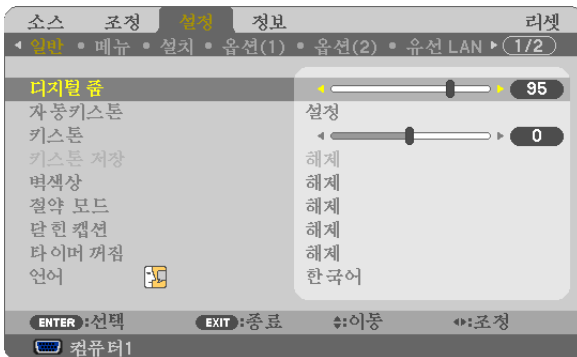 소스 조정 설정 정보 리셋
일반 • 메뉴 • 설치 • 옵션(1) • 옵션(2) • 유선 LAN 1/2
디지털 줌 95
자동키스톤 설정
키스톤 0
키스톤 저장 해제
벽색상 해제
절약 모드 해제
닫힌 캡션 해제
타이머 꺼짐 해제
언어 한국어
ENTER :선택 EXIT :종료 :이동 :조정
컴퓨터1